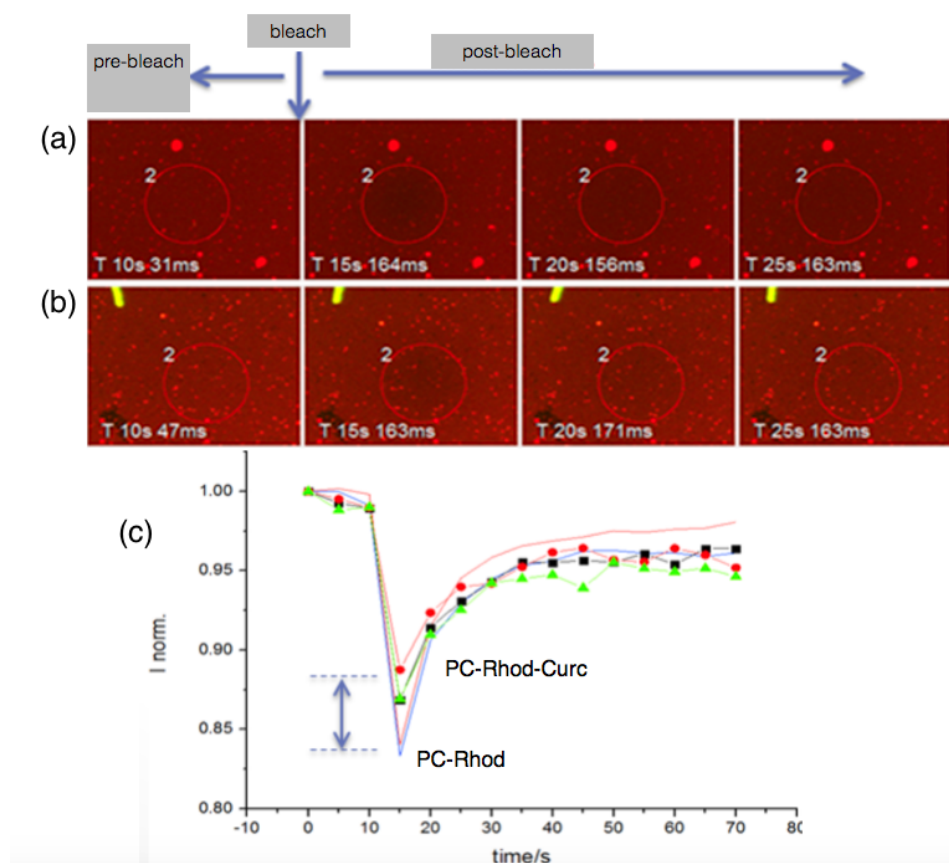 bleach
pre-bleach
post-bleach
(a)
2
2
2
2
T 10s 31ms
T 15s 164ms
T 20s 156ms
T 25s 163ms
(b)
2
2
2
2
T 10s 47ms
T 15s 163ms
T 20s 171ms
T 25s 163ms
(c)
1.00
0.95
0.90
0.85
0.80
I norm.
PC-Rhod-Curc
PC-Rhod
-10
0
10
20
30
40
50
60
70
80
time/s